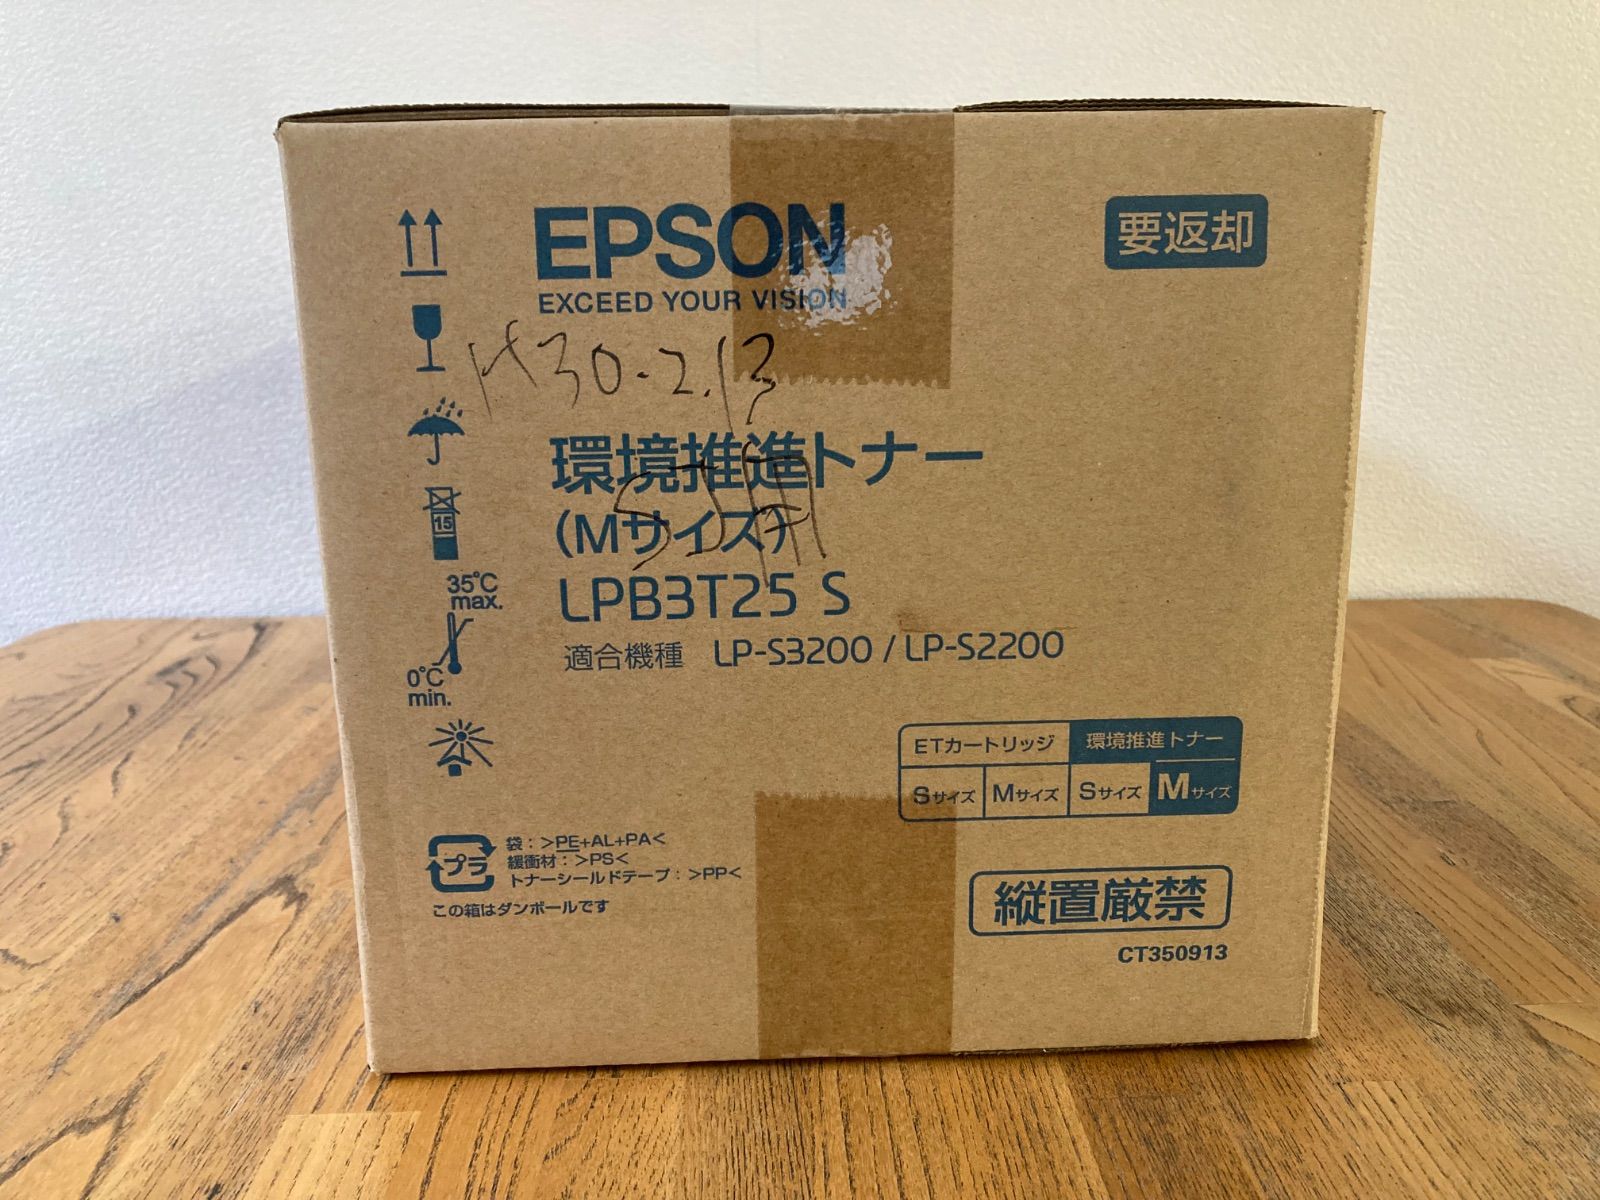 EPSON
EXCEED YOUR VISION
要返却
H30.2.13
環境推進トナー
(Mサイズ)
LPB3T25 S
適合機種 LP-S3200 / LP-S2200
15
35℃
max.
0℃
min.
ETカートリッジ 環境推進トナー
Sサイズ Mサイズ Sサイズ Mサイズ
プラ
袋:>PE+AL+PA<
緩衝材:>PS<
トナーシールドテープ:>PP<
この箱はダンボールです
縦置厳禁
CT350913